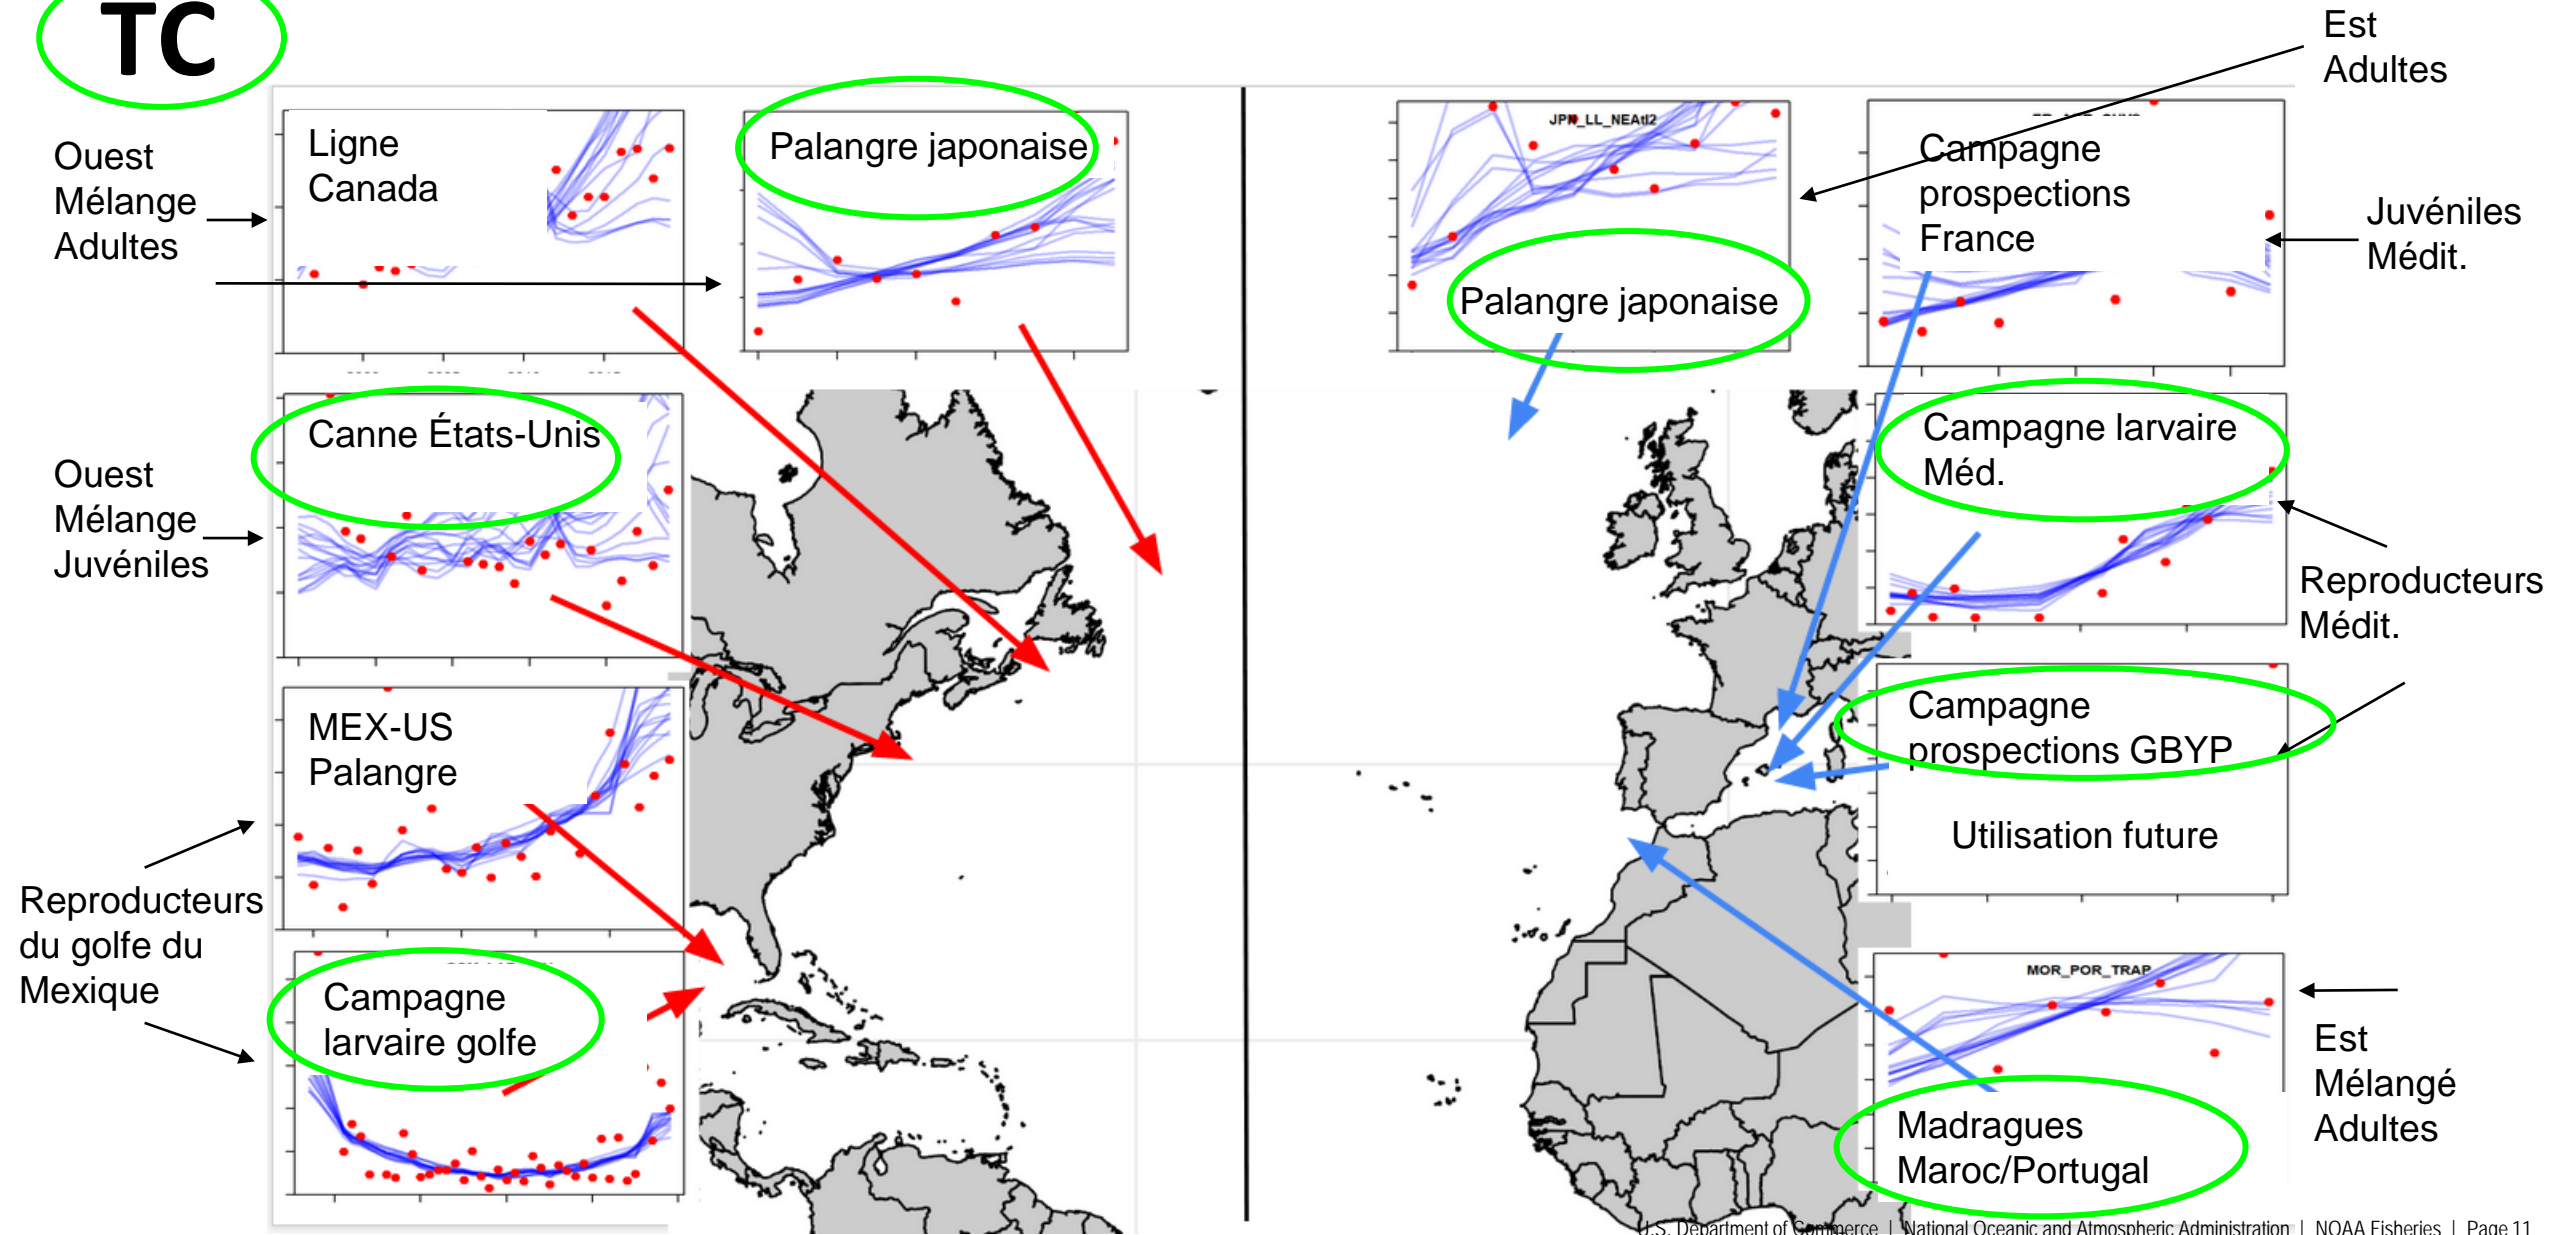 TC
Ouest
Mélange
Adultes
Ligne
Canada
Palangre japonaise
Ouest
Mélange
Juvéniles
Canne États-Unis
MEX-US
Palangre
Reproducteurs
du golfe du
Mexique
Campagne
larvaire golfe
JPN_LL_NEAtl2
Palangre japonaise
Est
Adultes
Campagne
prospections
France
Juvéniles
Médit.
Campagne larvaire
Méd.
Reproducteurs
Médit.
Campagne
prospections GBYP
Utilisation future
MOR_POR_TRAP
Madragues
Maroc/Portugal
Est
Mélangé
Adultes
U.S. Department of Commerce | National Oceanic and Atmospheric Administration | NOAA Fisheries | Page 11